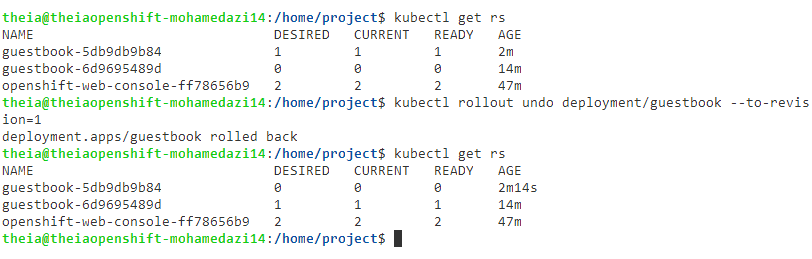 theia@theiaopenshift-mohamedazi14:/home/project$ kubectl get rs
NAME                             DESIRED   CURRENT   READY   AGE
guestbook-5db9db9b84             1         1         1       2m
guestbook-6d9695489d             0         0         0       14m
openshift-web-console-ff78656b9  2         2         2       47m
theia@theiaopenshift-mohamedazi14:/home/project$ kubectl rollout undo deployment/guestbook --to-revis
ion=1
deployment.apps/guestbook rolled back
theia@theiaopenshift-mohamedazi14:/home/project$ kubectl get rs
NAME                             DESIRED   CURRENT   READY   AGE
guestbook-5db9db9b84             0         0         0       2m14s
guestbook-6d9695489d             1         1         1       14m
openshift-web-console-ff78656b9  2         2         2       47m
theia@theiaopenshift-mohamedazi14:/home/project$